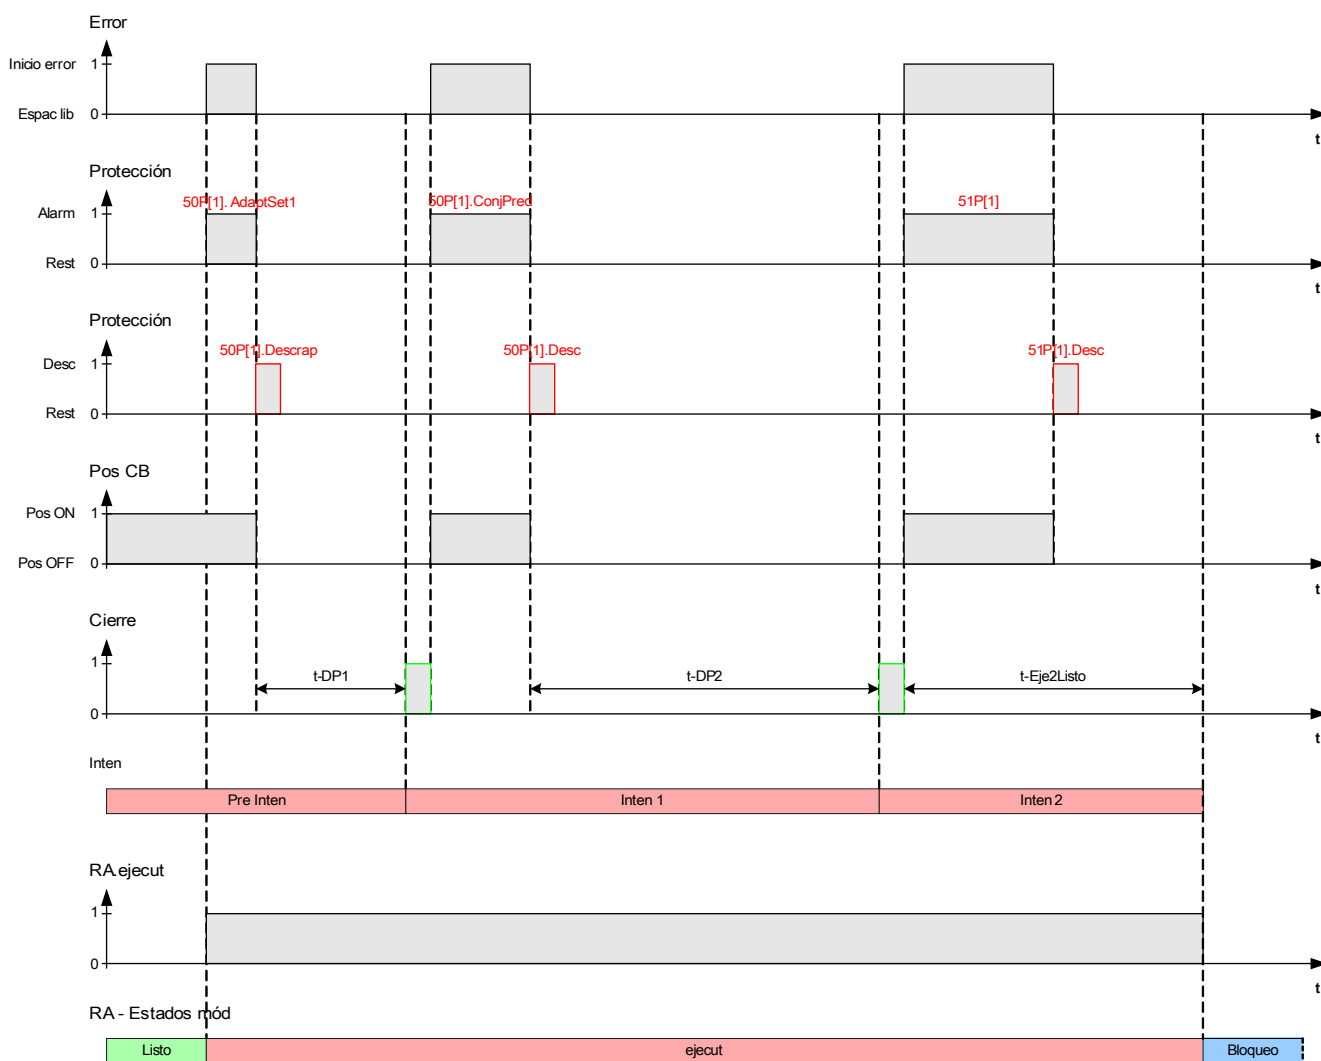 Error
Inicio error 1
Espac lib 0
t
Protección
50P[1]. AdaptSet1 50P[1].ConjPred 51P[1]
Alarm 1
Rest 0
t
Protección
50P[1].Descrap 50P[1].Desc 51P[1].Desc
Desc 1
Rest 0
t
Pos CB
Pos ON 1
Pos OFF 0
t
Cierre
1
t-DP1 t-DP2 t-Eje2Listo
0
t
Inten
Pre Inten Inten 1 Inten 2
RA.ejecut
1
0
t
RA - Estados mód
Listo ejecut Bloqueo